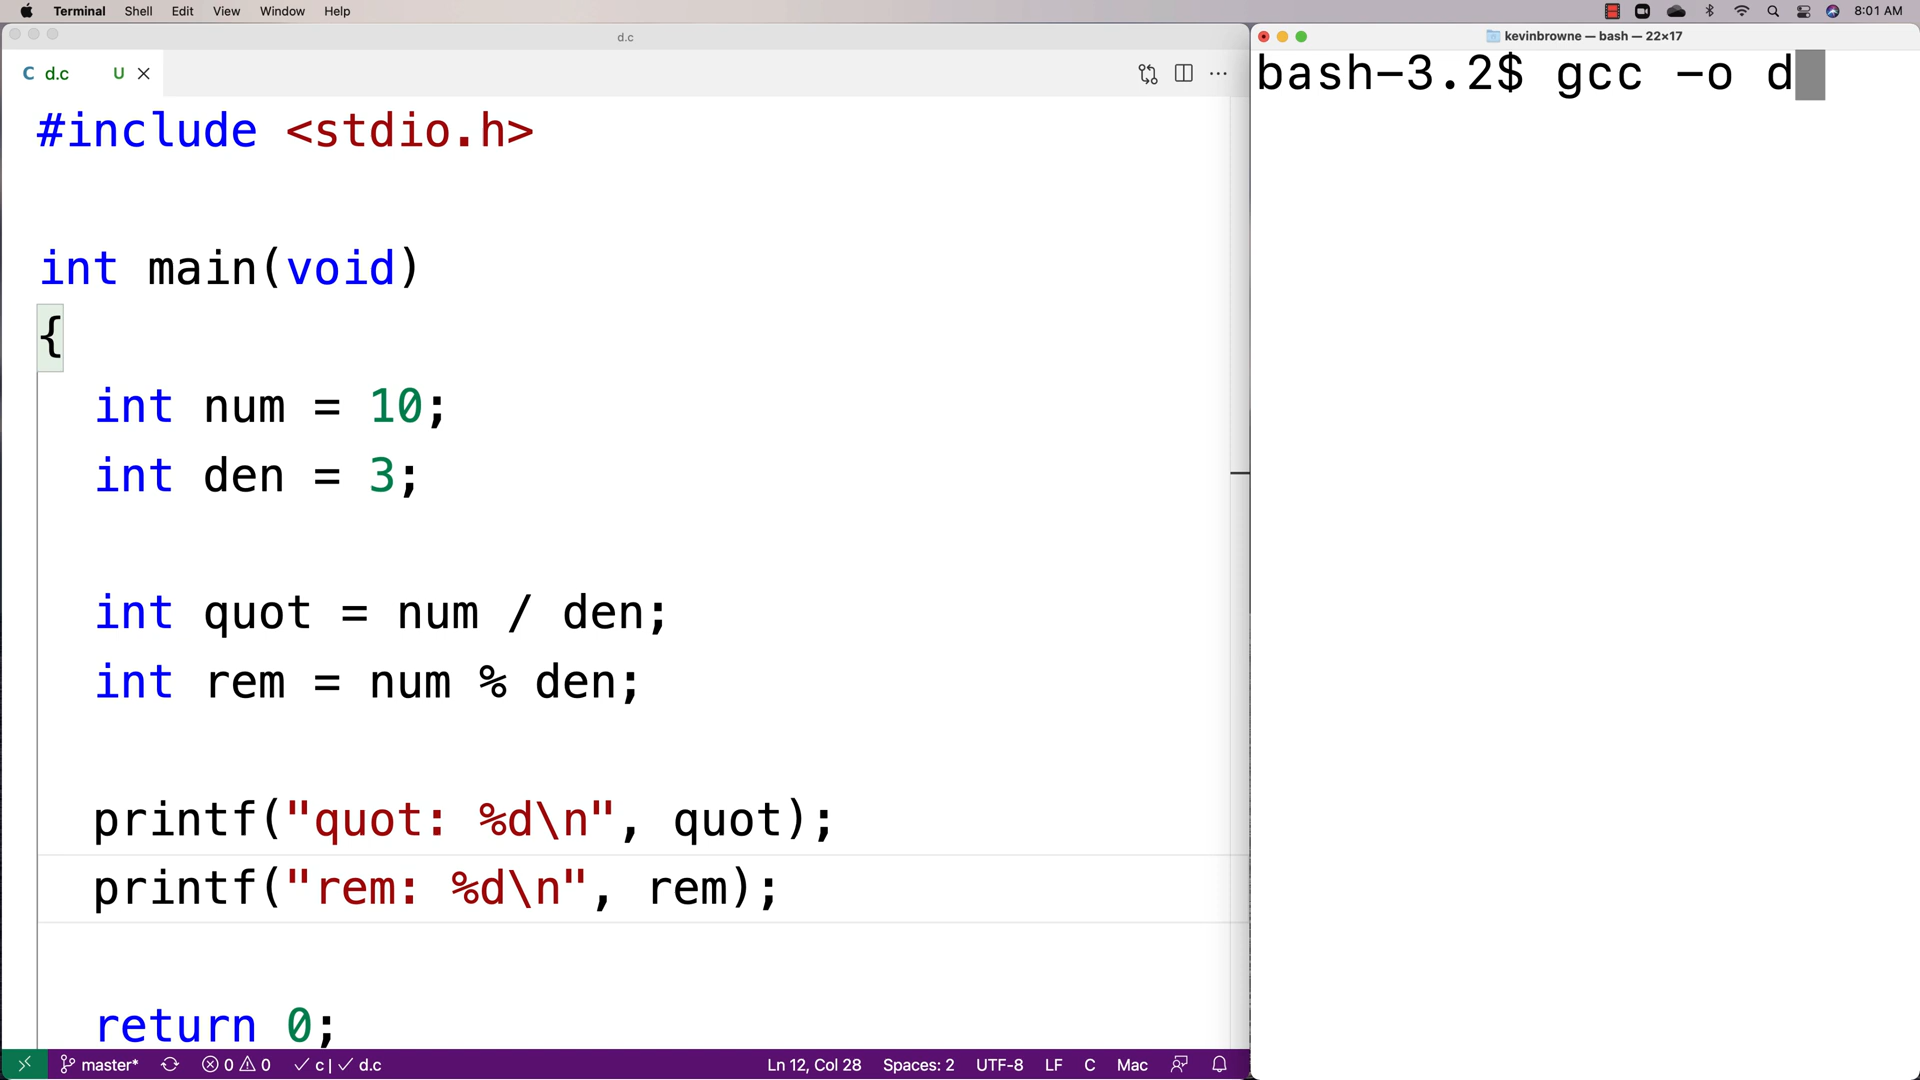 Terminal Shell Edit View Window Help 8:01 AM
d.c
C d.c U
#include <stdio.h>
int main(void)
{
int num = 10;
int den = 3;
int quot = num / den;
int rem = num % den;
printf("quot: %d\n", quot);
printf("rem: %d\n", rem);
return 0;
master* 0 0 c | d.c Ln 12, Col 28 Spaces: 2 UTF-8 LF C Mac
kevinbrowne — bash — 22×17
bash-3.2$ gcc -o d